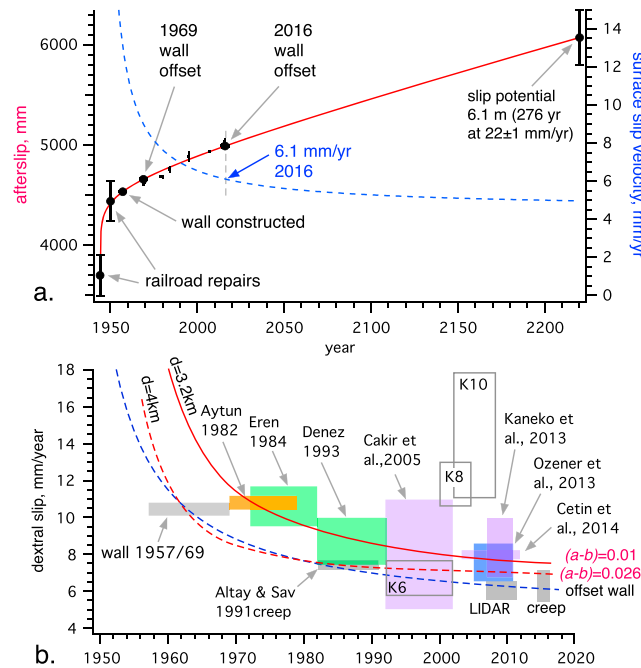 a.
afterslip, mm
6000
5000
4000
1950
2000
2050
2100
2150
2200
year
14
12
10
8
6
4
2
0
surface slip velocity, mm/yr
1969
wall
offset
2016
wall
offset
slip potential
6.1 m (276 yr
at 22±1 mm/yr)
6.1 mm/yr
2016
wall constructed
railroad repairs
b.
dextral slip, mm/year
18
16
14
12
10
8
6
4
1950
1960
1970
1980
1990
2000
2010
2020
d=4km
d=3.2km
Aytun
1982
Eren
1984
Denez
1993
Cakir et
al.,2005
K10
K8
K6
Kaneko et
al., 2013
Ozener et
al., 2013
Cetin et
al., 2014
wall 1957/69
Altay & Sav
1991creep
LIDAR
creep
(a-b)=0.01
(a-b)=0.026
offset wall